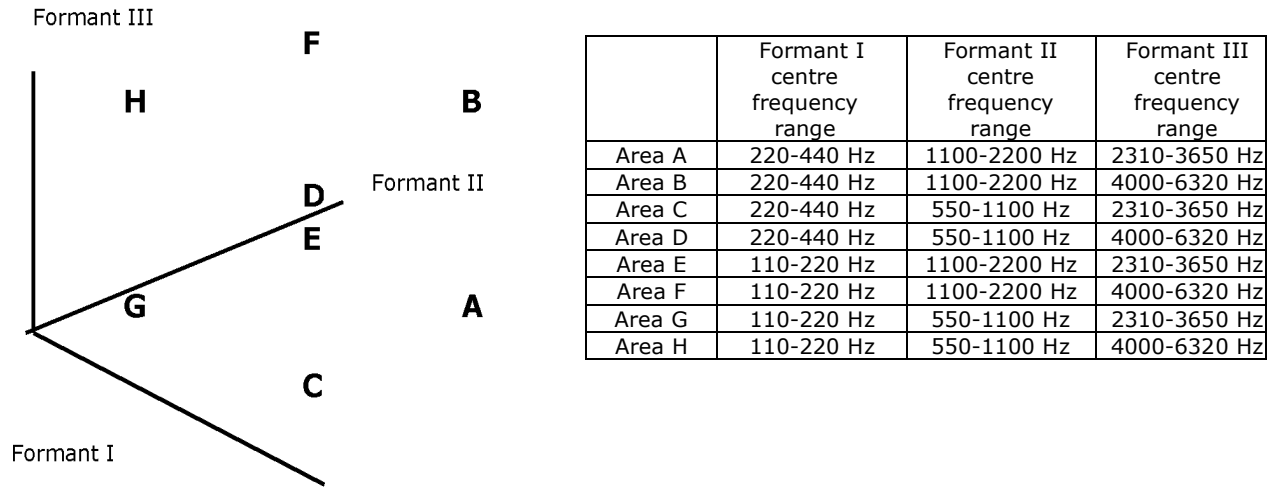 Formant III
F
H
B
D
Formant II
E
G
A
C
Formant I
Formant I centre frequency range Formant II centre frequency range Formant III centre frequency range
Area A 220-440 Hz 1100-2200 Hz 2310-3650 Hz
Area B 220-440 Hz 1100-2200 Hz 4000-6320 Hz
Area C 220-440 Hz 550-1100 Hz 2310-3650 Hz
Area D 220-440 Hz 550-1100 Hz 4000-6320 Hz
Area E 110-220 Hz 1100-2200 Hz 2310-3650 Hz
Area F 110-220 Hz 1100-2200 Hz 4000-6320 Hz
Area G 110-220 Hz 550-1100 Hz 2310-3650 Hz
Area H 110-220 Hz 550-1100 Hz 4000-6320 Hz